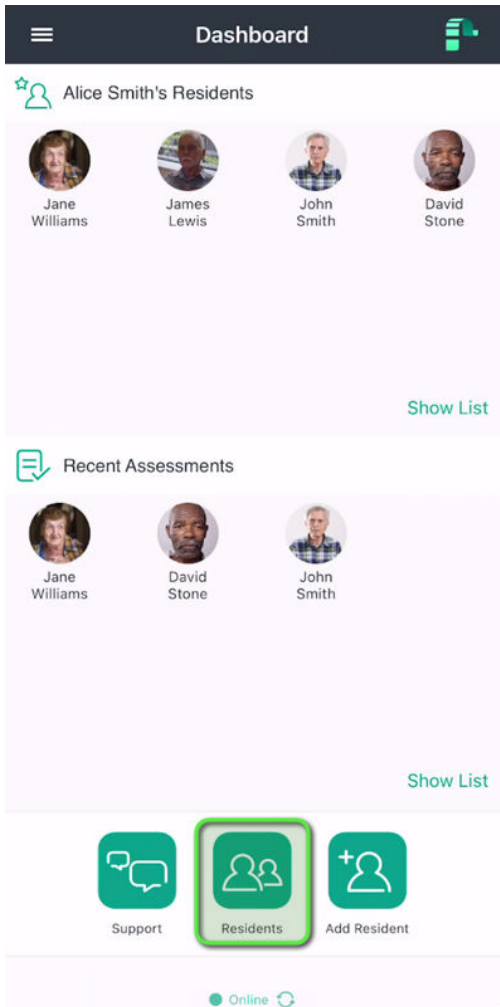 Dashboard
Alice Smith's Residents
Jane
Williams
James
Lewis
John
Smith
David
Stone
Show List
Recent Assessments
Jane
Williams
David
Stone
John
Smith
Show List
Support
Residents
Add Resident
Online